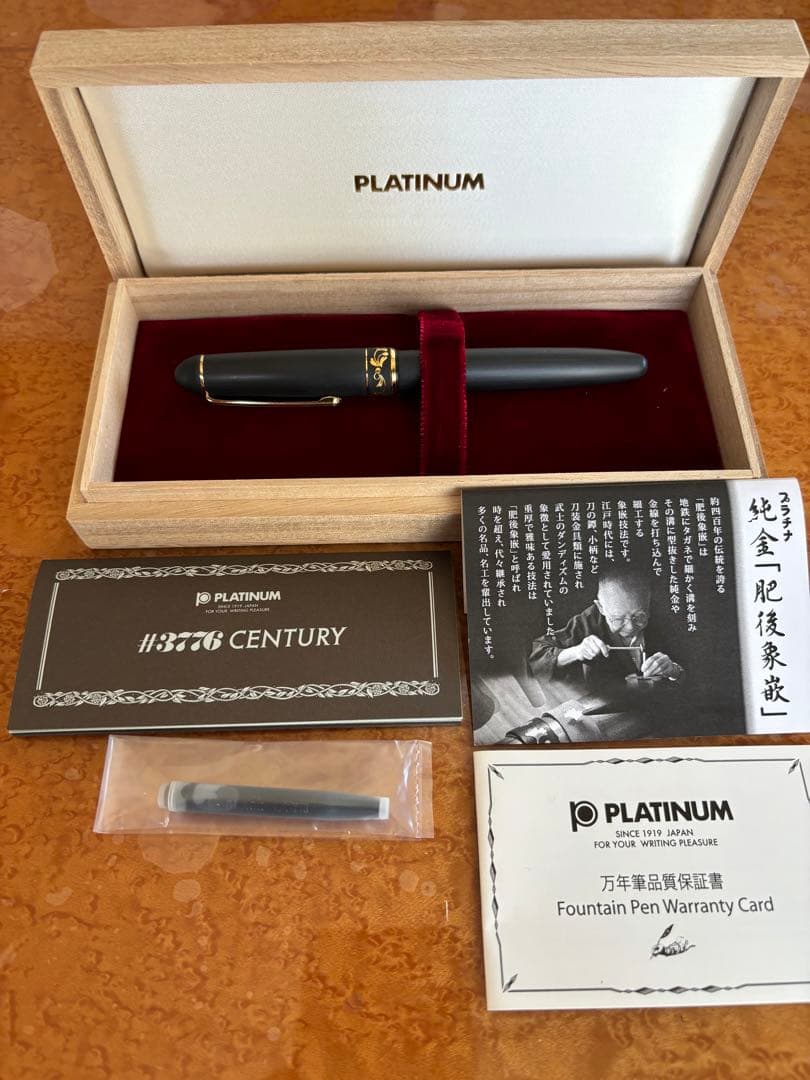 PLATINUM
PLATINUM
SINCE 1919 JAPAN
FOR YOUR WRITING PLEASURE
#3776 CENTURY
プラチナ
純金「肥後象嵌」
約四百年の伝統を誇る
「肥後象嵌」は
地鉄にタガネで細かく溝を刻み
その溝に型抜きした純金や
金線を打ち込んで
細工する
象嵌技法です。
江戸時代には、
刀の鐔、小柄など
刀装金具類に施され
武士のダンディズムの
象徴として愛用されていました。
重厚で雅味ある技法は
「肥後象嵌」と呼ばれ
時を超え、代々継承され
多くの名品、名工を輩出しています。
PLATINUM
SINCE 1919 JAPAN
FOR YOUR WRITING PLEASURE
万年筆品質保証書
Fountain Pen Warranty Card